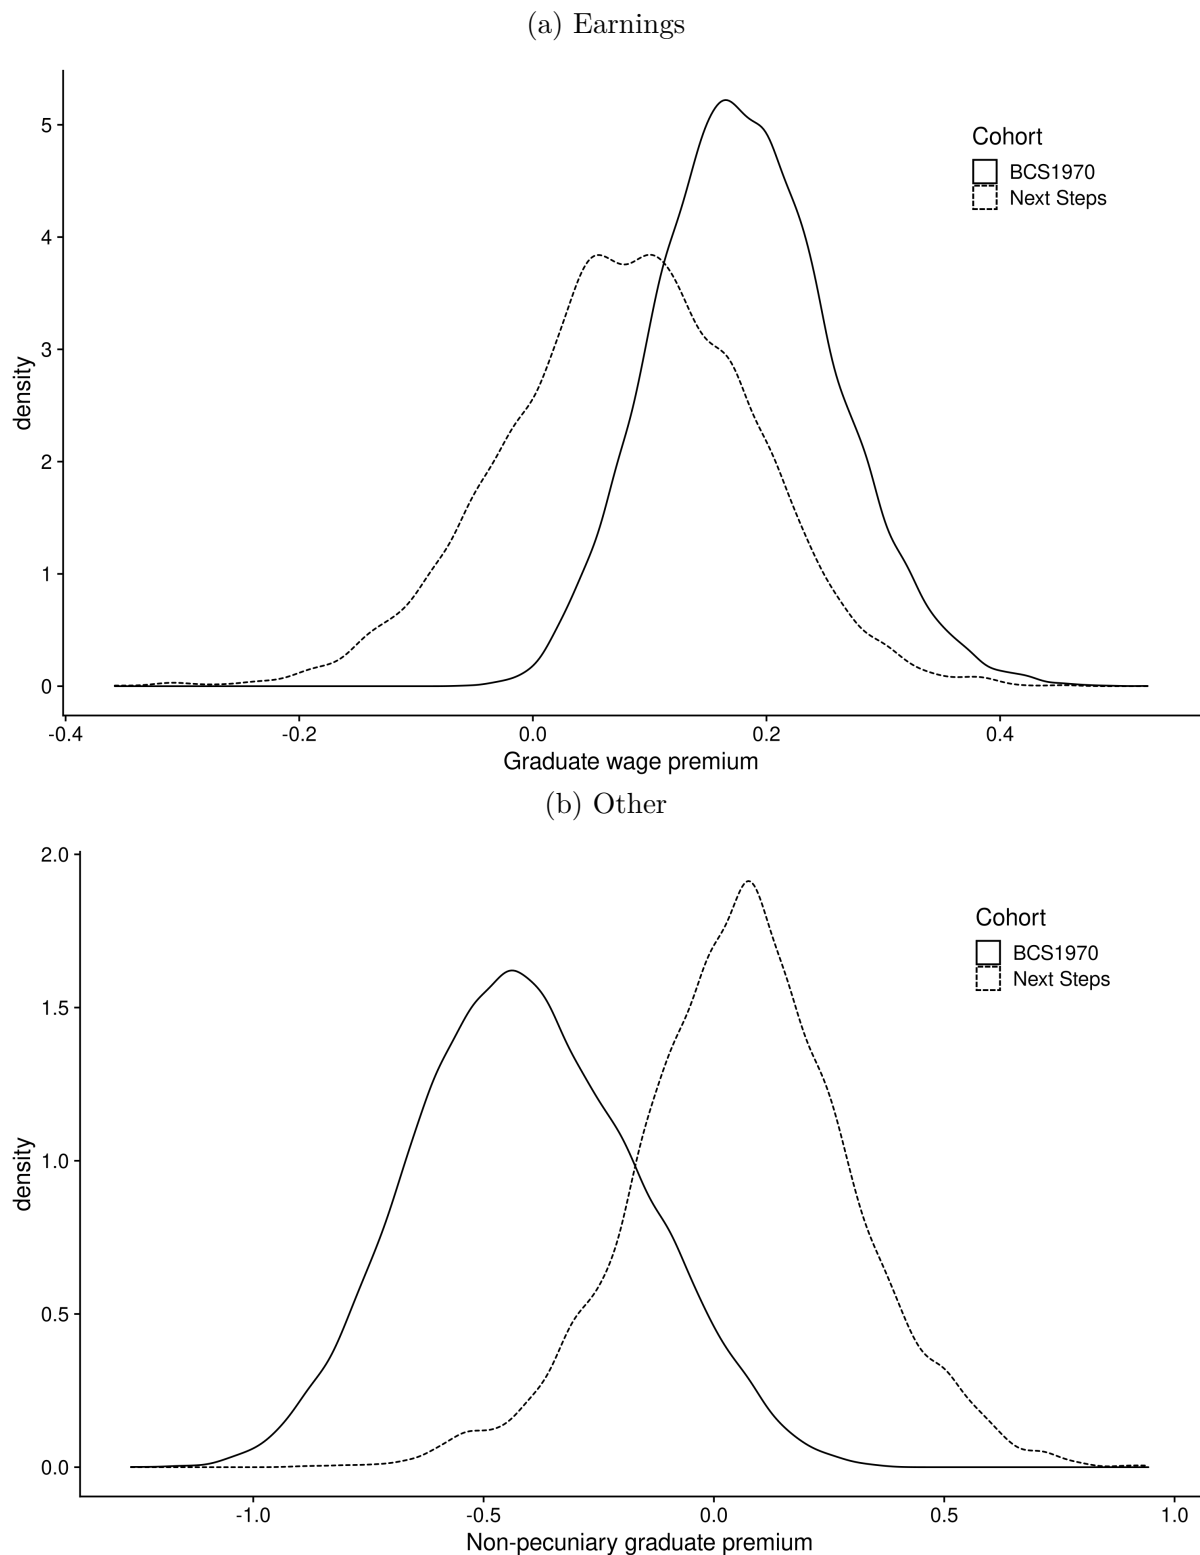 (a) Earnings
Cohort
BCS1970
Next Steps
density
5
4
3
2
1
0
-0.4 -0.2 0.0 0.2 0.4
Graduate wage premium
(b) Other
Cohort
BCS1970
Next Steps
density
2.0
1.5
1.0
0.5
0.0
-1.0 -0.5 0.0 0.5 1.0
Non-pecuniary graduate premium